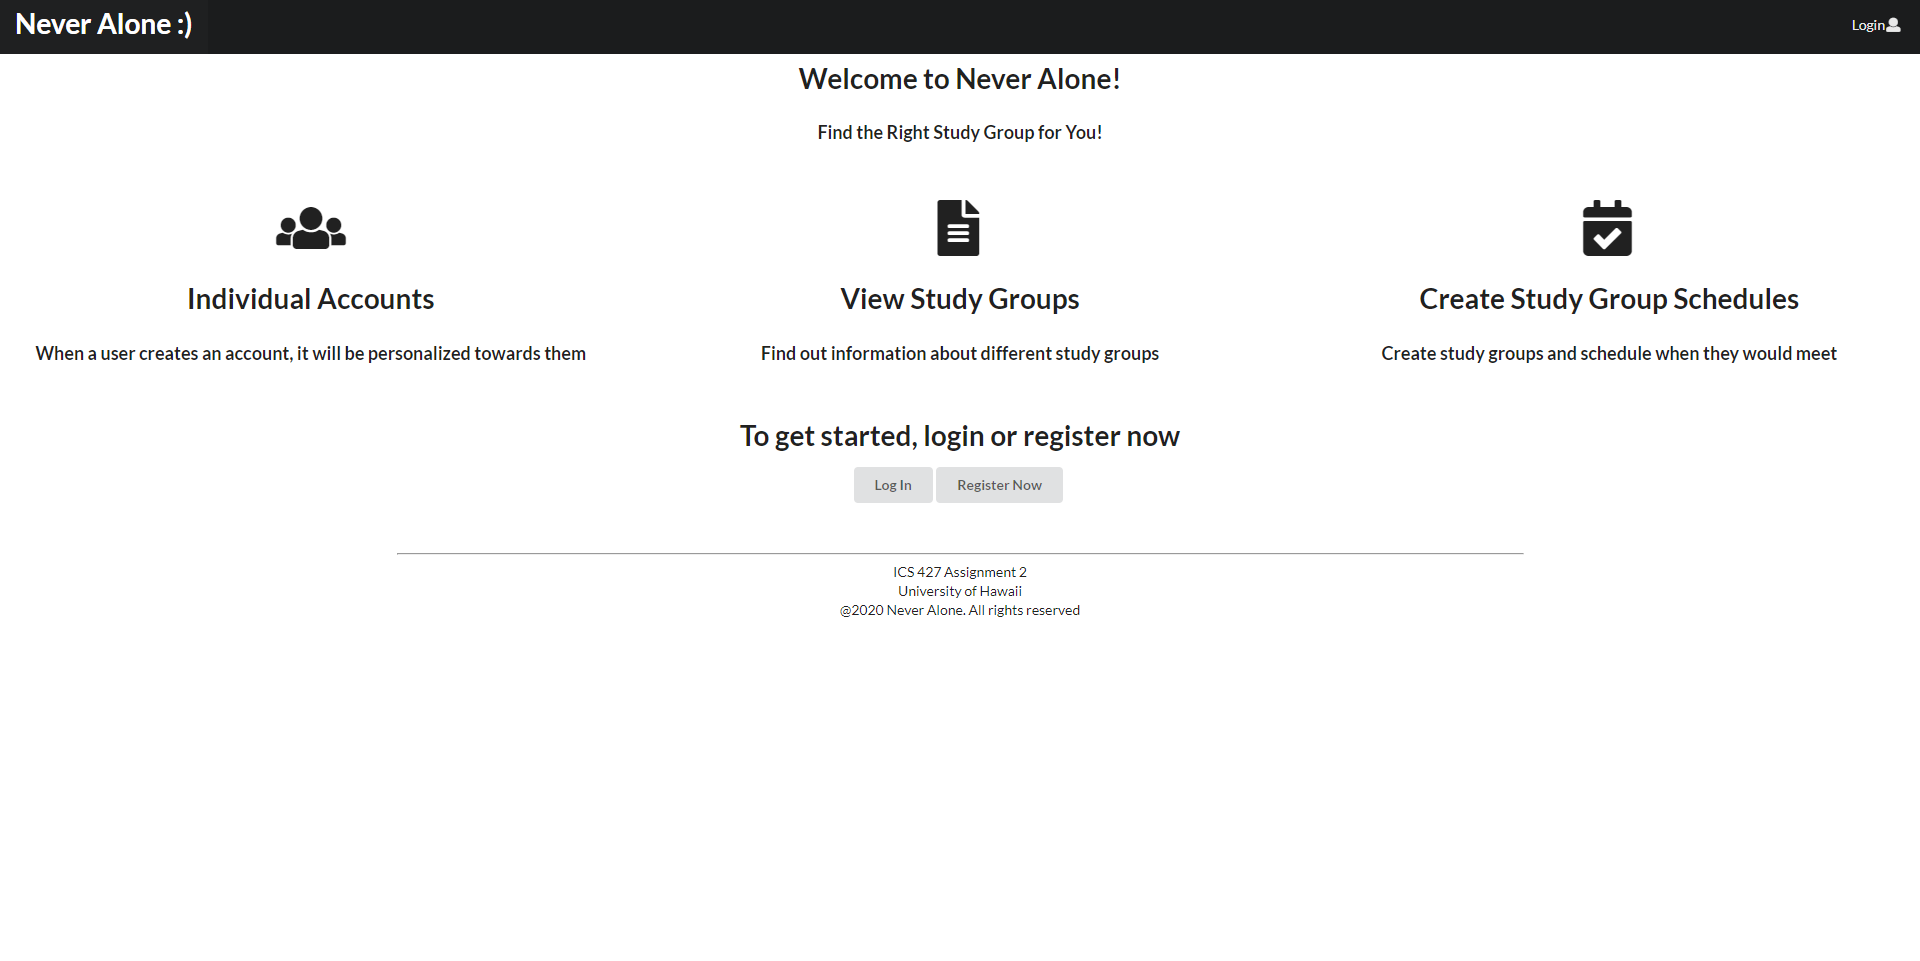 Never Alone :)
Login
Welcome to Never Alone!
Find the Right Study Group for You!
Individual Accounts
When a user creates an account, it will be personalized towards them
View Study Groups
Find out information about different study groups
Create Study Group Schedules
Create study groups and schedule when they would meet
To get started, login or register now
Log In
Register Now
ICS 427 Assignment 2
University of Hawaii
@2020 Never Alone. All rights reserved